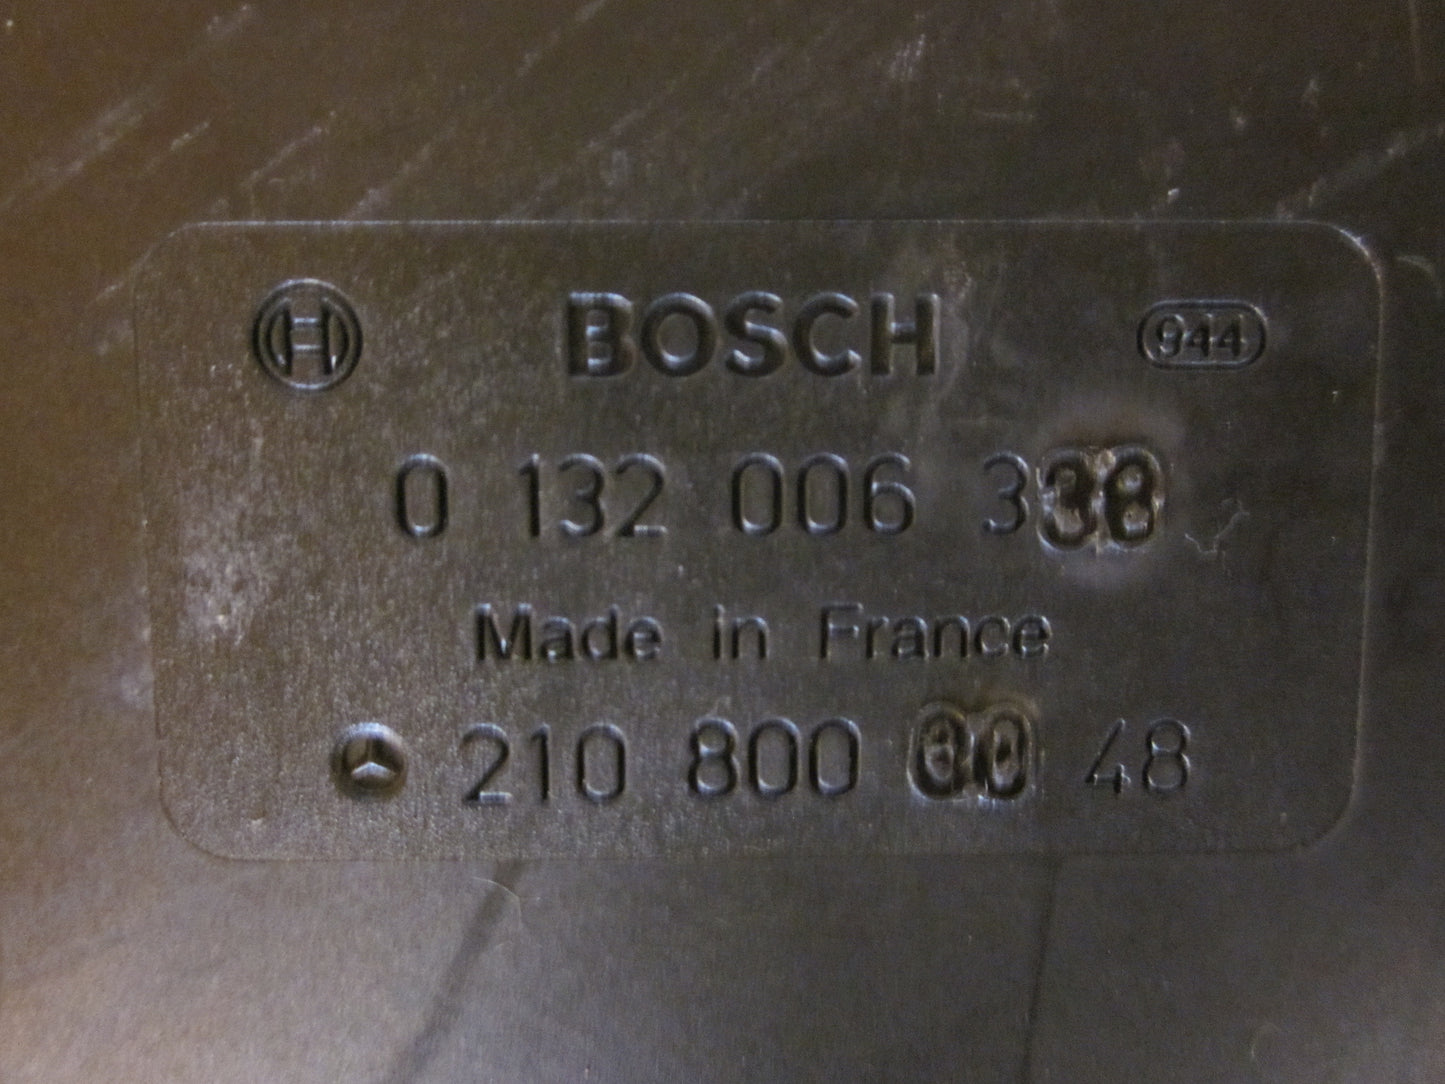 BOSCH 944
0 132 006 338
Made in France
210 800 00 48